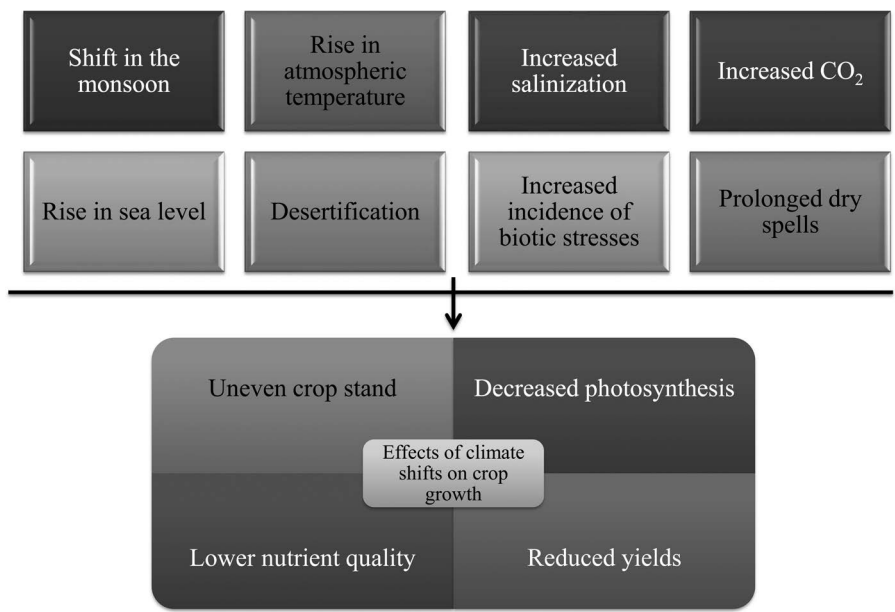 Shift in the
monsoon
Rise in
atmospheric
temperature
Increased
salinization
Increased CO₂
Rise in sea level
Desertification
Increased
incidence of
biotic stresses
Prolonged dry
spells
Uneven crop stand
Decreased photosynthesis
Effects of climate
shifts on crop
growth
Lower nutrient quality
Reduced yields